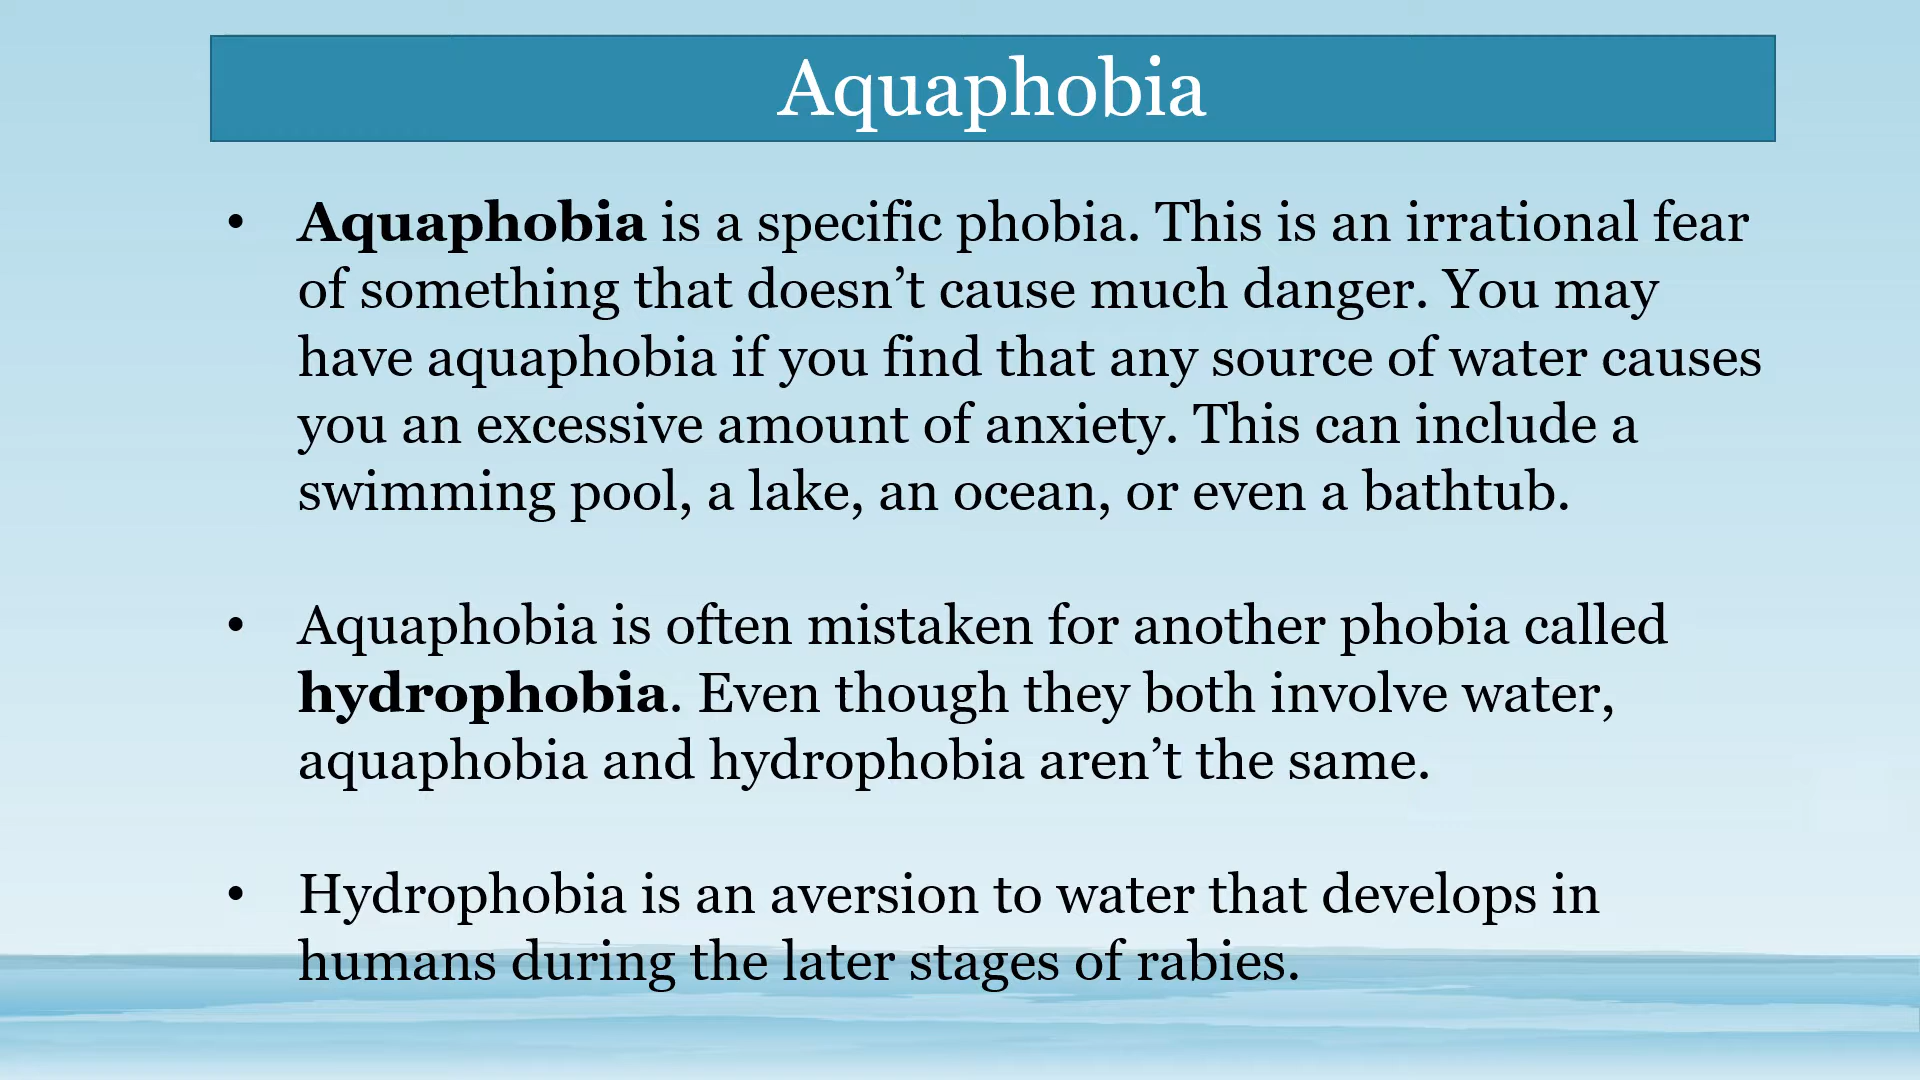 Aquaphobia
• Aquaphobia is a specific phobia. This is an irrational fear
of something that doesn’t cause much danger. You may
have aquaphobia if you find that any source of water causes
you an excessive amount of anxiety. This can include a
swimming pool, a lake, an ocean, or even a bathtub.
• Aquaphobia is often mistaken for another phobia called
hydrophobia. Even though they both involve water,
aquaphobia and hydrophobia aren’t the same.
• Hydrophobia is an aversion to water that develops in
humans during the later stages of rabies.